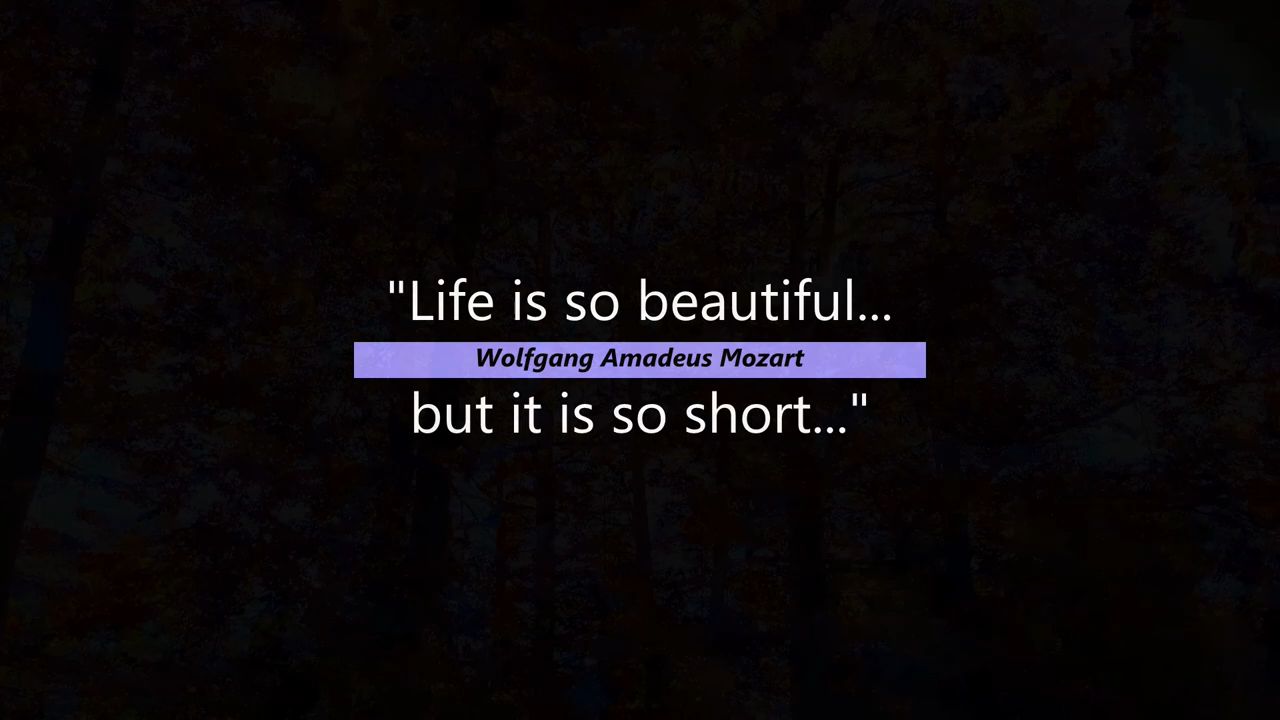 "Life is so beautiful...
Wolfgang Amadeus Mozart
but it is so short..."